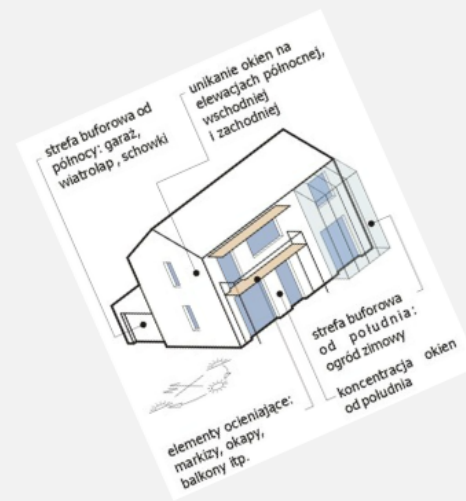 strefa buforowa od
północy: garaż,
wiatrołap , schowki
unikanie okien na
elewacjach północnej,
wschodniej
i zachodniej
strefa buforowa
od południa:
ogród zimowy
koncentracja okien
od południa
elementy ocieniające:
markizy, okapy,
balkony itp.